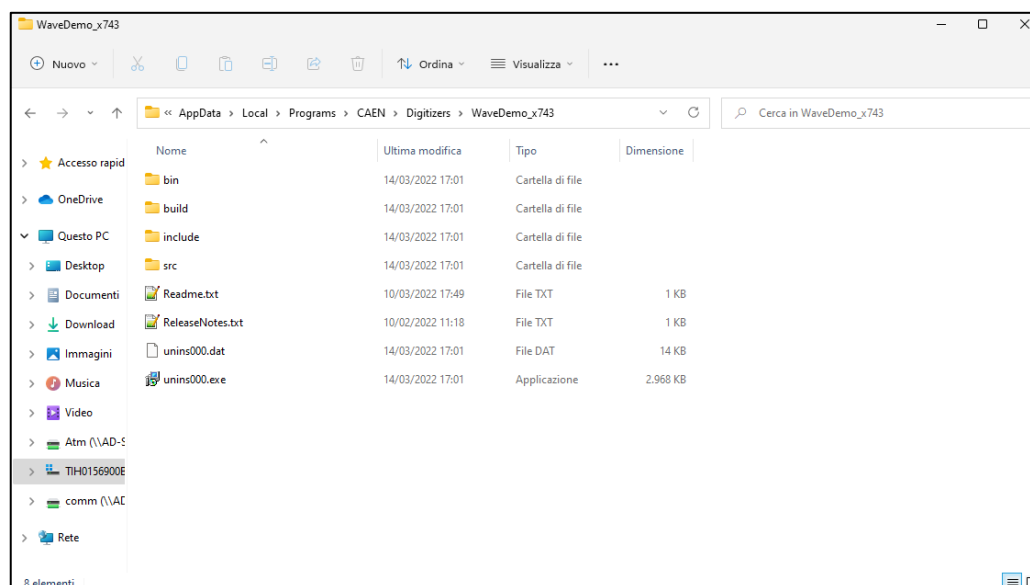 WaveDemo_x743
Nuovo
Ordina
Visualizza
« AppData > Local > Programs > CAEN > Digitizers > WaveDemo_x743
Cerca in WaveDemo_x743
Nome Ultima modifica Tipo Dimensione
Accesso rapid
OneDrive
Questo PC
Desktop
Documenti
Download
Immagini
Musica
Video
Atm (\\AD-S
TIH0156900E
comm (\\AD
Rete
bin 14/03/2022 17:01 Cartella di file
build 14/03/2022 17:01 Cartella di file
include 14/03/2022 17:01 Cartella di file
src 14/03/2022 17:01 Cartella di file
Readme.txt 10/03/2022 17:49 File TXT 1 KB
ReleaseNotes.txt 10/02/2022 11:18 File TXT 1 KB
unins000.dat 14/03/2022 17:01 File DAT 14 KB
unins000.exe 14/03/2022 17:01 Applicazione 2.968 KB
8 elementi